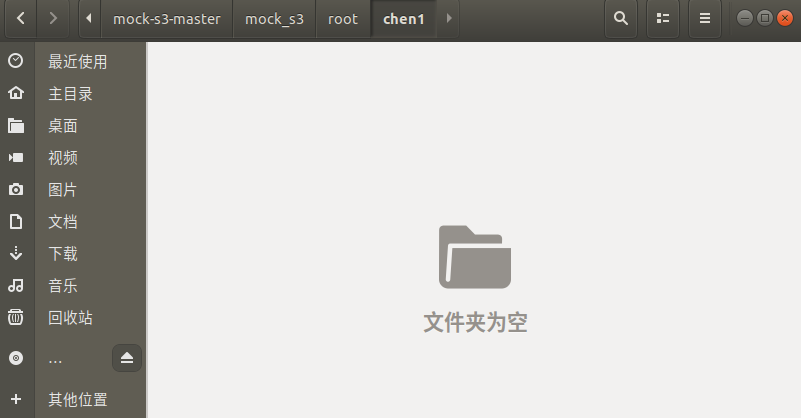 mock-s3-master mock_s3 root chen1
最近使用
主目录
桌面
视频
图片
文档
下载
音乐
回收站
...
其他位置
文件夹为空